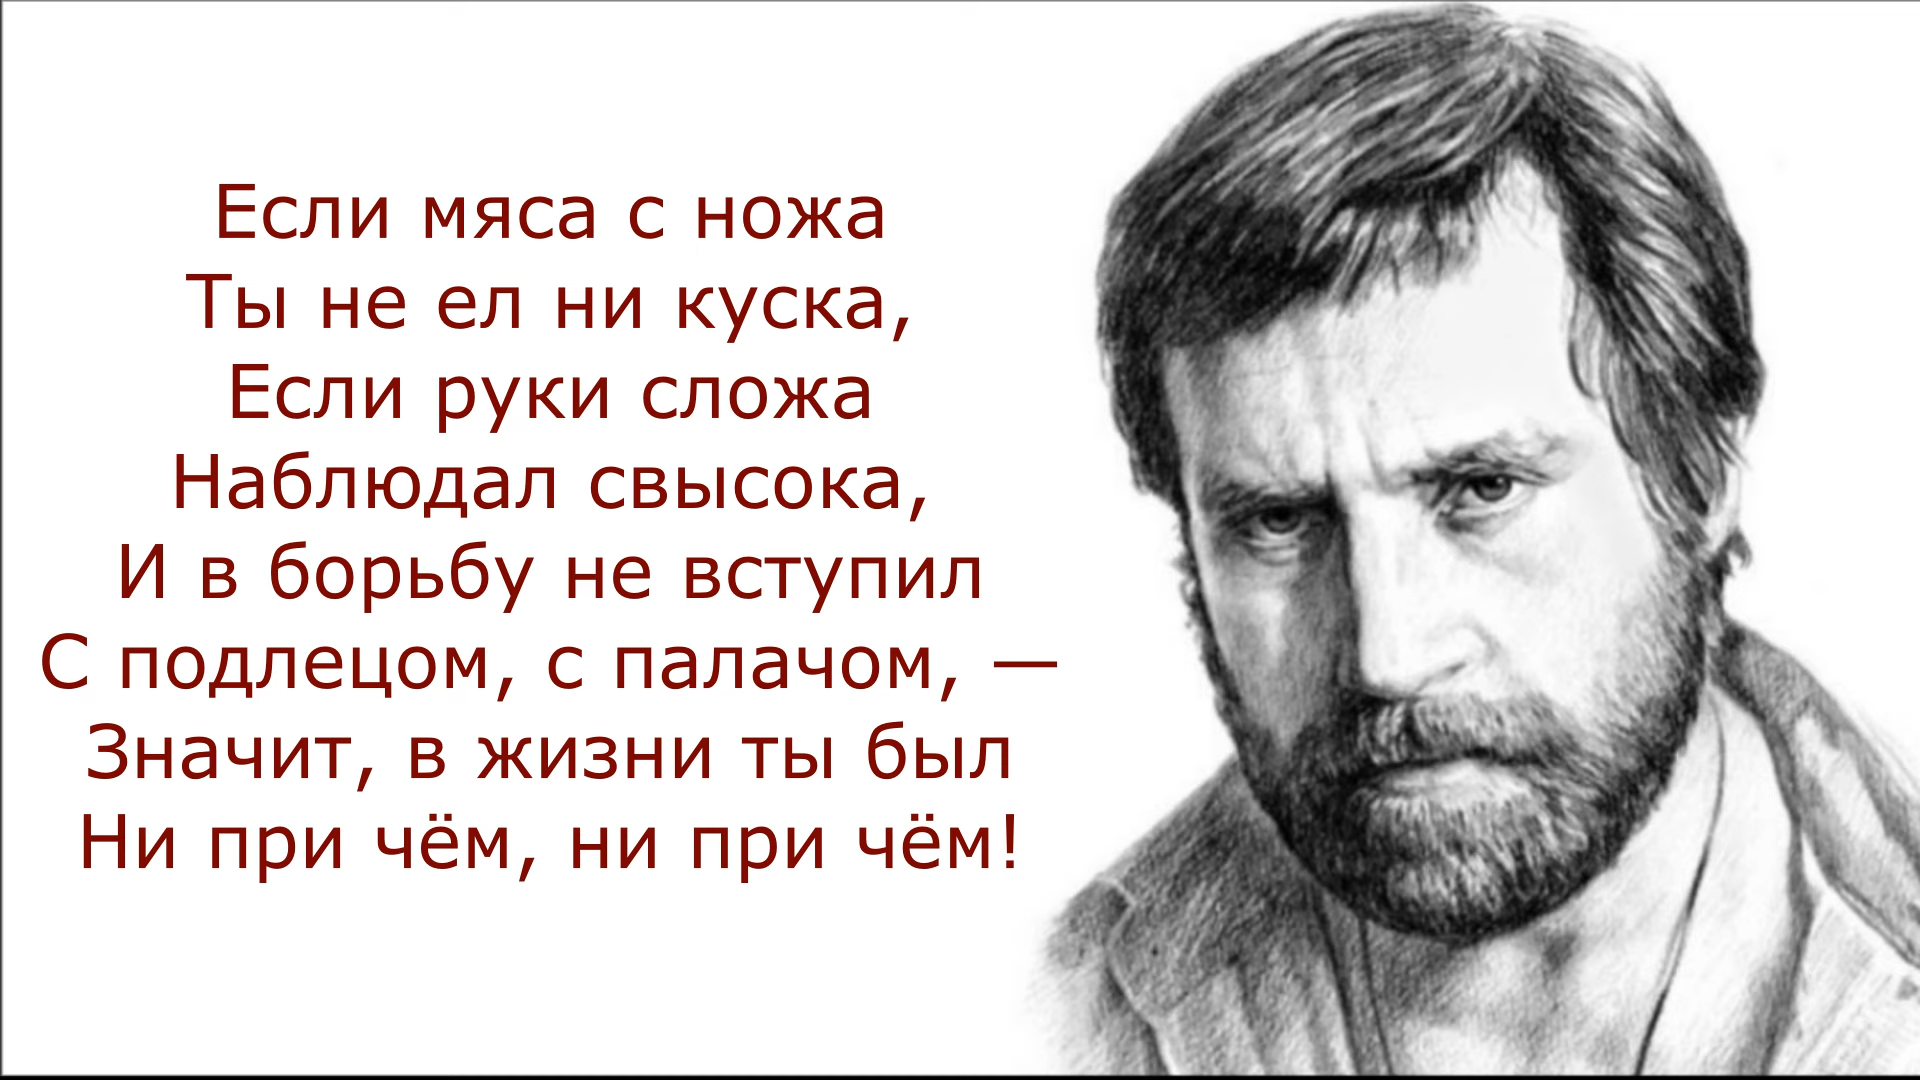 Если мяса с ножа
Ты не ел ни куска,
Если руки сложа
Наблюдал свысока,
И в борьбу не вступил
С подлецом, с палачом, —
Значит, в жизни ты был
Ни при чём, ни при чём!